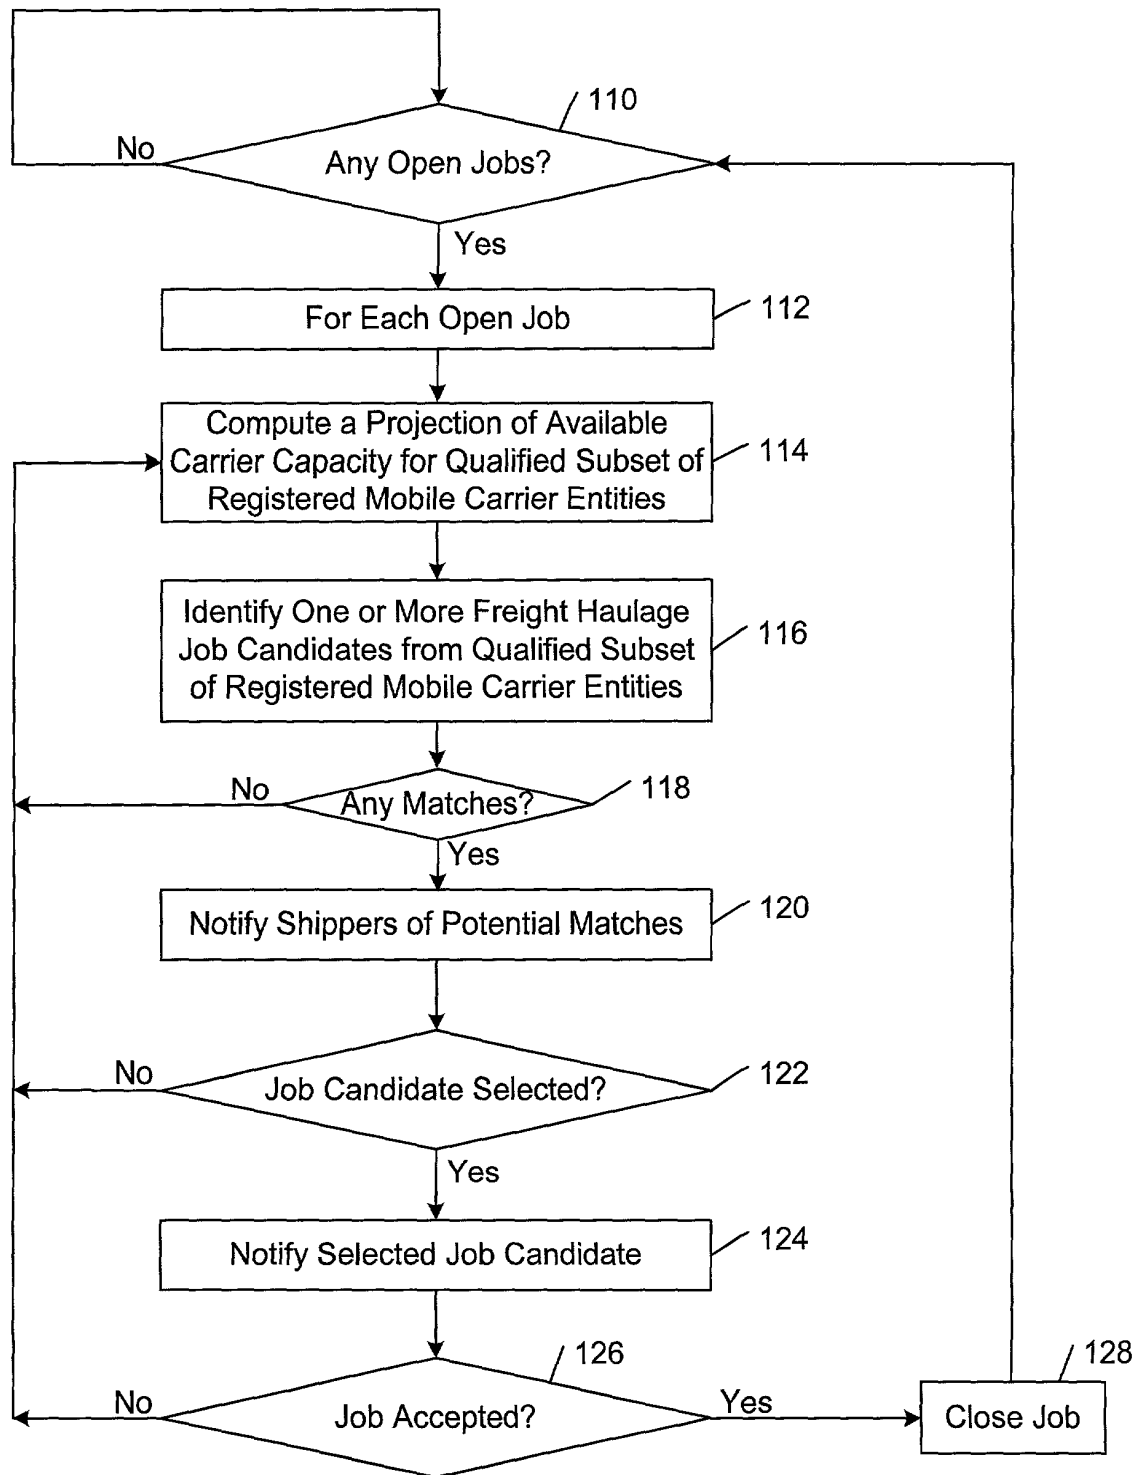 110
No
Any Open Jobs?
Yes
For Each Open Job
112
Compute a Projection of Available
Carrier Capacity for Qualified Subset of
Registered Mobile Carrier Entities
114
Identify One or More Freight Haulage
Job Candidates from Qualified Subset
of Registered Mobile Carrier Entities
116
No
Any Matches?
118
Yes
Notify Shippers of Potential Matches
120
No
Job Candidate Selected?
122
Yes
Notify Selected Job Candidate
124
126
128
No
Job Accepted?
Yes
Close Job